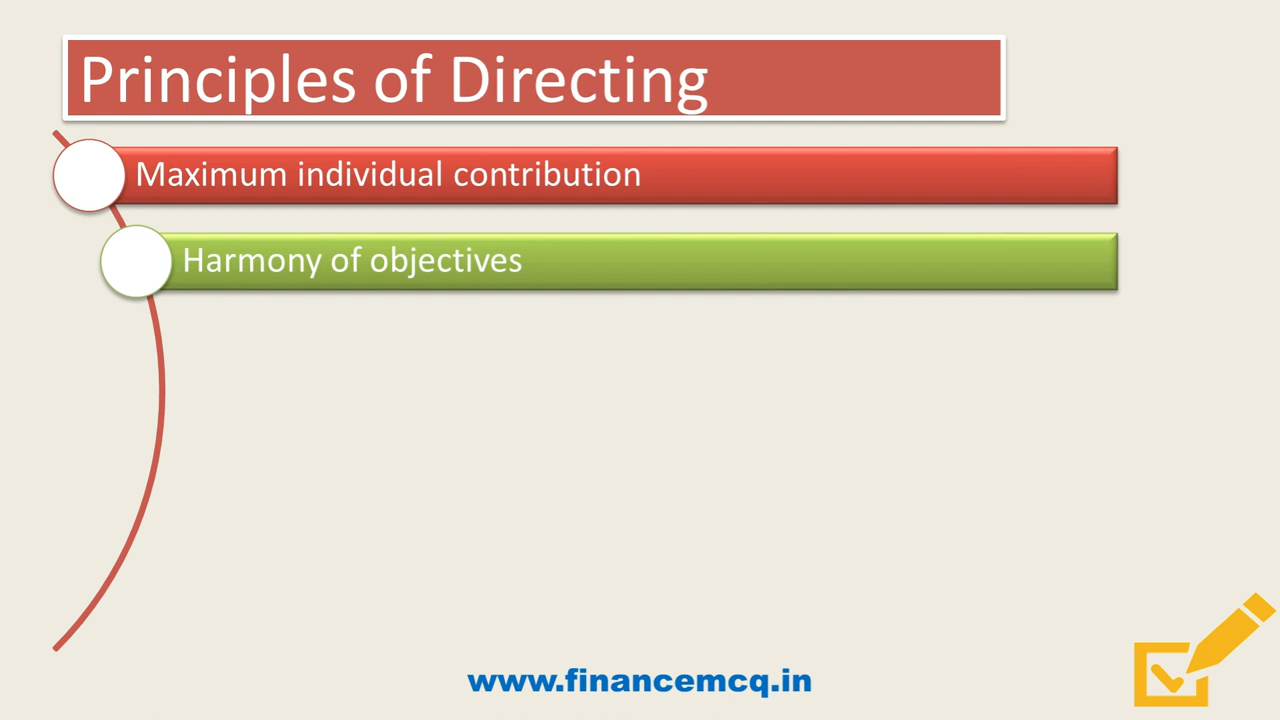 Principles of Directing
Maximum individual contribution
Harmony of objectives
www.financemcq.in